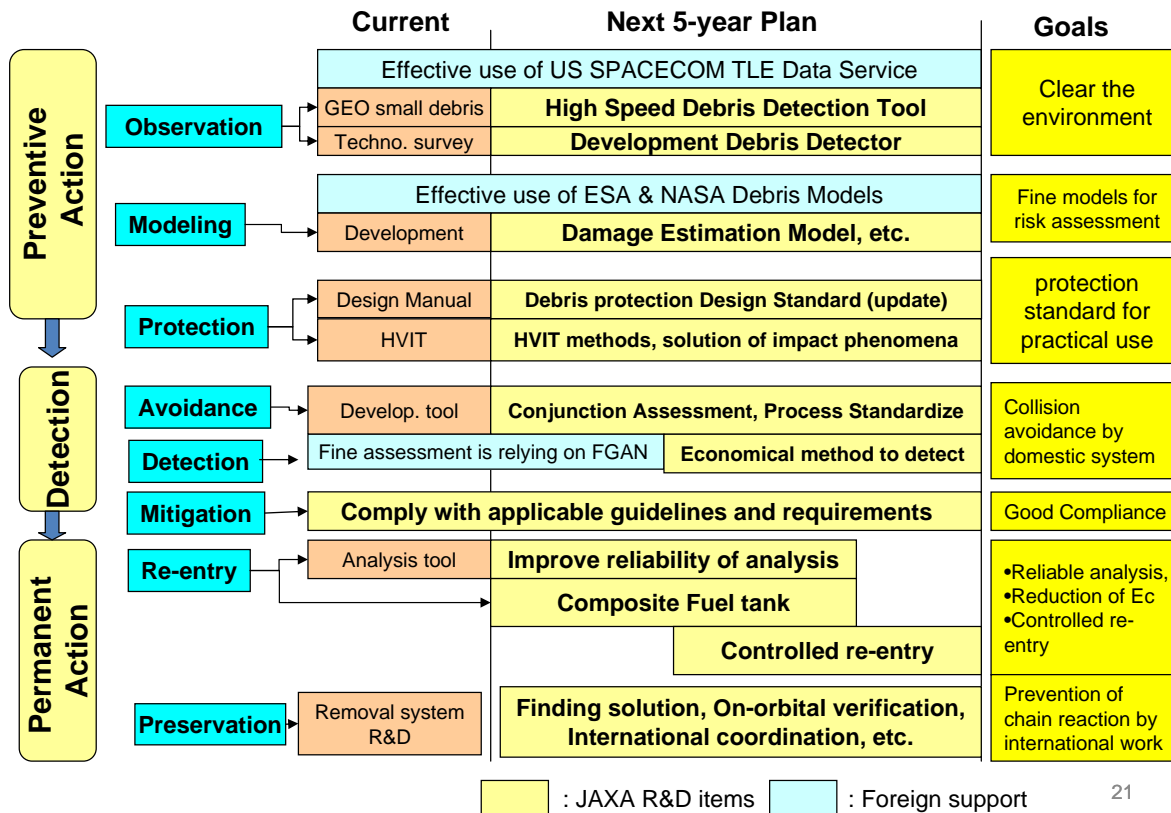 Current
Next 5-year Plan
Goals
Preventive
Action
Detection
Permanent
Action
Effective use of US SPACECOM TLE Data Service
Observation
GEO small debris
High Speed Debris Detection Tool
Techno. survey
Development Debris Detector
Clear the
environment
Effective use of ESA & NASA Debris Models
Modeling
Development
Damage Estimation Model, etc.
Fine models for
risk assessment
Protection
Design Manual
Debris protection Design Standard (update)
HVIT
HVIT methods, solution of impact phenomena
protection
standard for
practical use
Avoidance
Develop. tool
Conjunction Assessment, Process Standardize
Detection
Fine assessment is relying on FGAN
Economical method to detect
Collision
avoidance by
domestic system
Mitigation
Comply with applicable guidelines and requirements
Good Compliance
Re-entry
Analysis tool
Improve reliability of analysis
Composite Fuel tank
Controlled re-entry
•Reliable analysis,
•Reduction of Ec
•Controlled re-
entry
Preservation
Removal system
R&D
Finding solution, On-orbital verification,
International coordination, etc.
Prevention of
chain reaction by
international work
: JAXA R&D items
: Foreign support
21